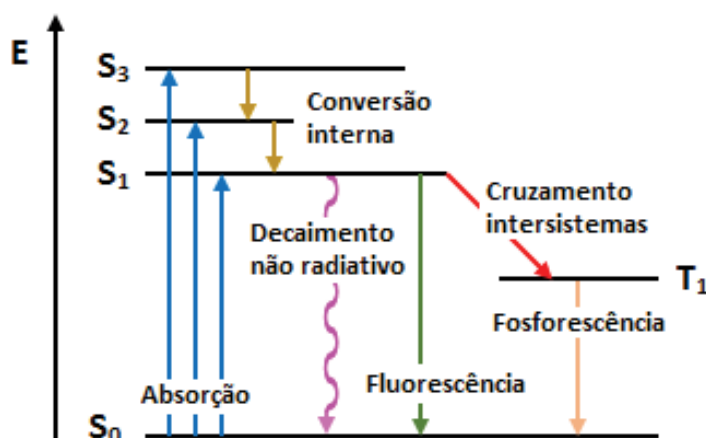 E
S₃
Conversão
interna
S₂
S₁
Cruzamento
intersistemas
Decaimento
não radiativo
T₁
Fosforescência
Absorção
Fluorescência
S₀